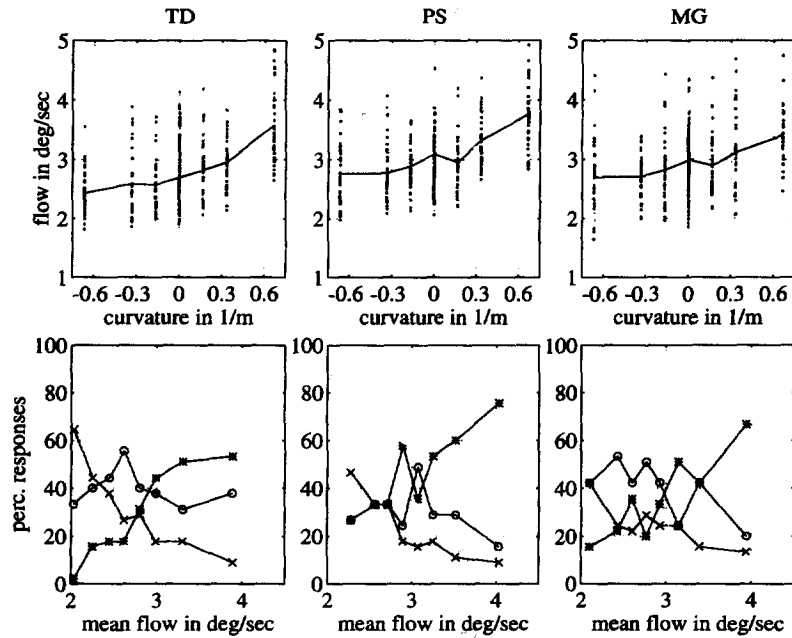 TD PS MG
flow in deg/sec
5 5 5
4 4 4
3 3 3
2 2 2
1 1 1
-0.6 -0.3 0 0.3 0.6 -0.6 -0.3 0 0.3 0.6 -0.6 -0.3 0 0.3 0.6
curvature in 1/m curvature in 1/m curvature in 1/m
perc. responses
100 100 100
80 80 80
60 60 60
40 40 40
20 20 20
0 0 0
2 3 4 2 3 4 2 3 4
mean flow in deg/sec mean flow in deg/sec mean flow in deg/sec